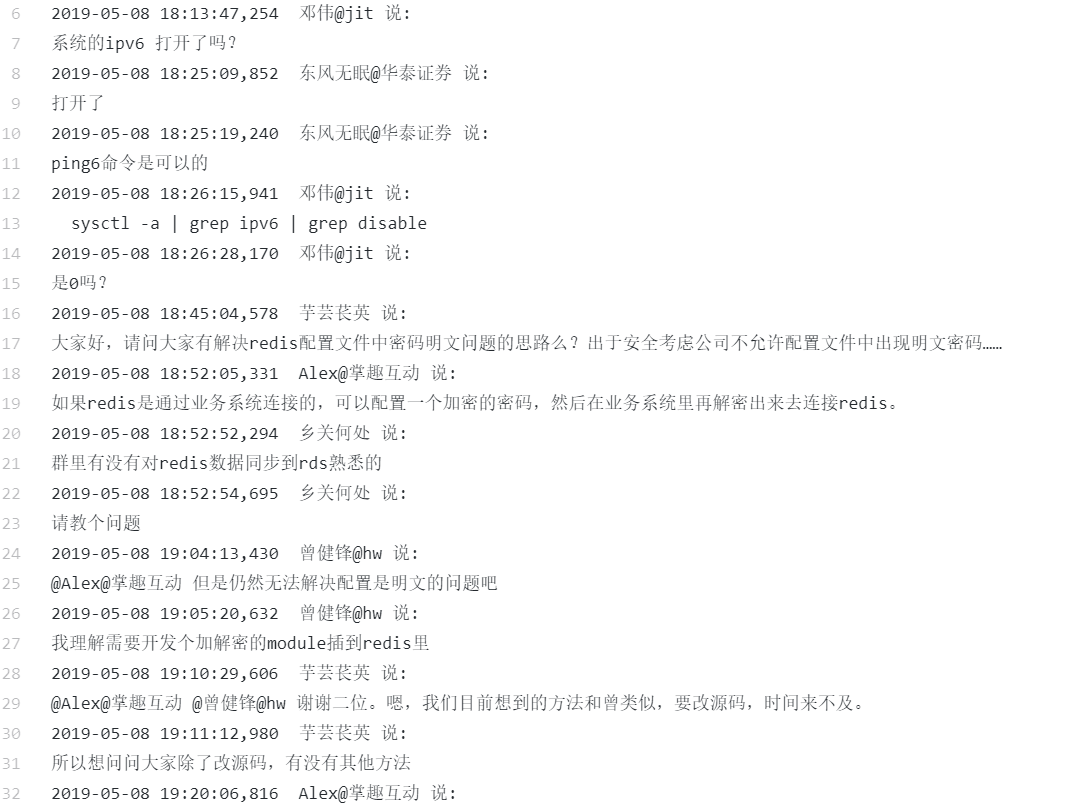 6 2019-05-08 18:13:47,254 邓伟@jit 说:
7 系统的ipv6 打开了吗?
8 2019-05-08 18:25:09,852 东风无眠@华泰证券 说:
9 打开了
10 2019-05-08 18:25:19,240 东风无眠@华泰证券 说:
11 ping6命令是可以的
12 2019-05-08 18:26:15,941 邓伟@jit 说:
13 sysctl -a | grep ipv6 | grep disable
14 2019-05-08 18:26:28,170 邓伟@jit 说:
15 是0吗?
16 2019-05-08 18:45:04,578 芋芸苌英 说:
17 大家好，请问大家有解决redis配置文件中密码明文问题的思路么？出于安全考虑公司不允许配置文件中出现明文密码……
18 2019-05-08 18:52:05,331 Alex@掌趣互动 说:
19 如果redis是通过业务系统连接的，可以配置一个加密的密码，然后在业务系统里再解密出来去连接redis。
20 2019-05-08 18:52:52,294 乡关何处 说:
21 群里有没有对redis数据同步到rds熟悉的
22 2019-05-08 18:52:54,695 乡关何处 说:
23 请教个问题
24 2019-05-08 19:04:13,430 曾健锋@hw 说:
25 @Alex@掌趣互动 但是仍然无法解决配置是明文的问题吧
26 2019-05-08 19:05:20,632 曾健锋@hw 说:
27 我理解需要开发个加解密的module插到redis里
28 2019-05-08 19:10:29,606 芋芸苌英 说:
29 @Alex@掌趣互动 @曾健锋@hw 谢谢二位。嗯，我们目前想到的方法和曾类似，要改源码，时间来不及。
30 2019-05-08 19:11:12,980 芋芸苌英 说:
31 所以想问问大家除了改源码，有没有其他方法
32 2019-05-08 19:20:06,816 Alex@掌趣互动 说: